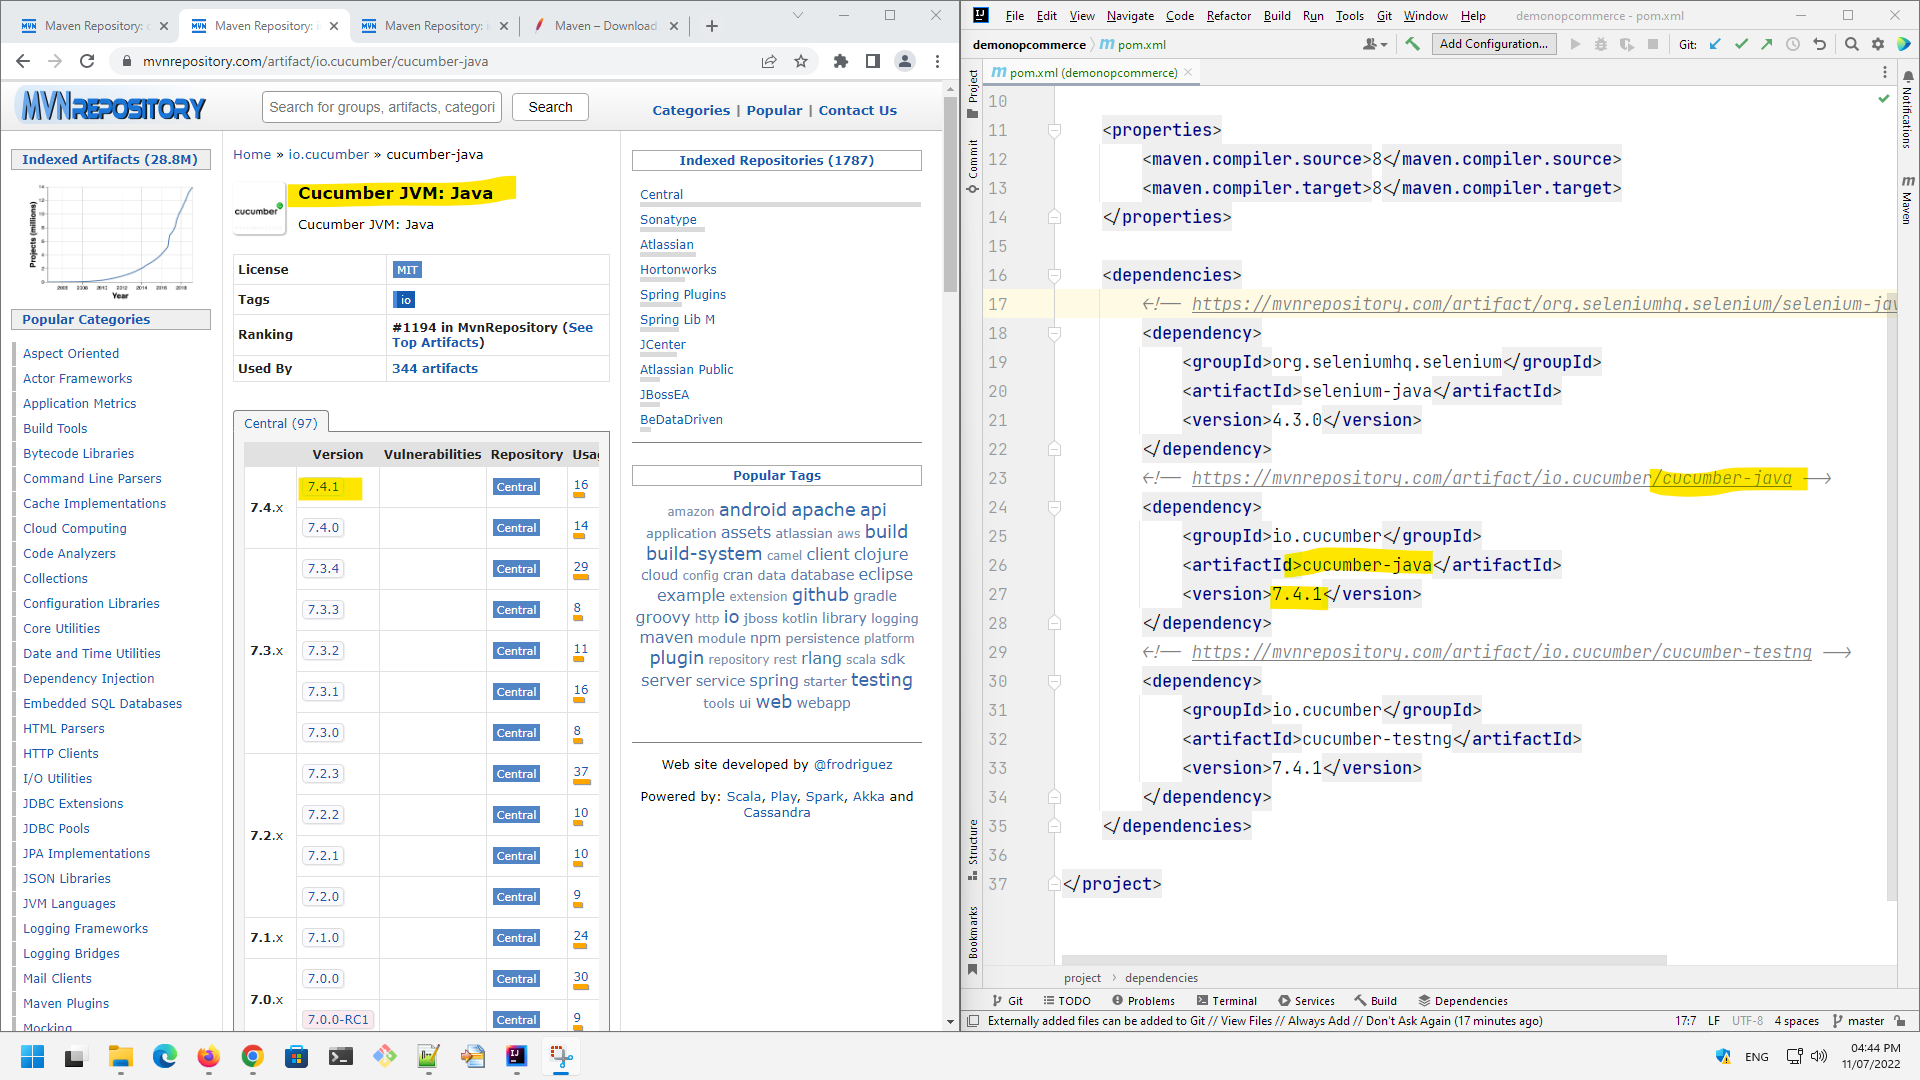 Maven Repository: c
Maven Repository: i
Maven Repository: i
Maven – Download
mvnrepository.com/artifact/io.cucumber/cucumber-java
MVNREPOSITORY
Search for groups, artifacts, categori
Search
Categories | Popular | Contact Us
Indexed Artifacts (28.8M)
Projects (millions)
Year
Popular Categories
Aspect Oriented
Actor Frameworks
Application Metrics
Build Tools
Bytecode Libraries
Command Line Parsers
Cache Implementations
Cloud Computing
Code Analyzers
Collections
Configuration Libraries
Core Utilities
Date and Time Utilities
Dependency Injection
Embedded SQL Databases
HTML Parsers
HTTP Clients
I/O Utilities
JDBC Extensions
JDBC Pools
JPA Implementations
JSON Libraries
JVM Languages
Logging Frameworks
Logging Bridges
Mail Clients
Maven Plugins
Mocking
Home » io.cucumber » cucumber-java
cucumber
Cucumber JVM: Java
Cucumber JVM: Java
License MIT
Tags io
Ranking #1194 in MvnRepository (See
Top Artifacts)
Used By 344 artifacts
Central (97)
Version Vulnerabilities Repository Usag
7.4.x
7.4.1 Central 16
7.4.0 Central 14
7.3.x
7.3.4 Central 29
7.3.3 Central 8
7.3.2 Central 11
7.3.1 Central 16
7.3.0 Central 8
7.2.x
7.2.3 Central 37
7.2.2 Central 10
7.2.1 Central 10
7.2.0 Central 9
7.1.x 7.1.0 Central 24
7.0.x
7.0.0 Central 30
7.0.0-RC1 Central 9
Indexed Repositories (1787)
Central
Sonatype
Atlassian
Hortonworks
Spring Plugins
Spring Lib M
JCenter
Atlassian Public
JBossEA
BeDataDriven
Popular Tags
amazon android apache api
application assets atlassian aws build
build-system camel client clojure
cloud config cran data database eclipse
example extension github gradle
groovy http io jboss kotlin library logging
maven module npm persistence platform
plugin repository rest rlang scala sdk
server service spring starter testing
tools ui web webapp
Web site developed by @frodriguez
Powered by: Scala, Play, Spark, Akka and
Cassandra
File Edit View Navigate Code Refactor Build Run Tools Git Window Help demonopcommerce - pom.xml
demonopcommerce pom.xml
Add Configuration...
Git:
pom.xml (demonopcommerce)
Project
Commit
Structure
Bookmarks
Notifications
Maven
10
11 <properties>
12 <maven.compiler.source>8</maven.compiler.source>
13 <maven.compiler.target>8</maven.compiler.target>
14 </properties>
15
16 <dependencies>
17 <!-- https://mvnrepository.com/artifact/org.seleniumhq.selenium/selenium-jav
18 <dependency>
19 <groupId>org.seleniumhq.selenium</groupId>
20 <artifactId>selenium-java</artifactId>
21 <version>4.3.0</version>
22 </dependency>
23 <!-- https://mvnrepository.com/artifact/io.cucumber/cucumber-java -->
24 <dependency>
25 <groupId>io.cucumber</groupId>
26 <artifactId>cucumber-java</artifactId>
27 <version>7.4.1</version>
28 </dependency>
29 <!-- https://mvnrepository.com/artifact/io.cucumber/cucumber-testng -->
30 <dependency>
31 <groupId>io.cucumber</groupId>
32 <artifactId>cucumber-testng</artifactId>
33 <version>7.4.1</version>
34 </dependency>
35 </dependencies>
36
37 </project>
project dependencies
Git TODO Problems Terminal Services Build Dependencies
Externally added files can be added to Git // View Files // Always Add // Don't Ask Again (17 minutes ago)
17:7 LF UTF-8 4 spaces master
ENG
04:44 PM
11/07/2022